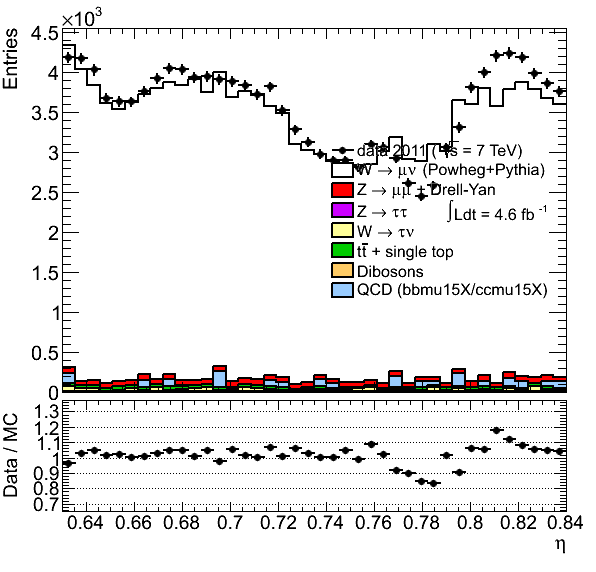 ×10³
Entries
4.5
4
3.5
3
2.5
2
1.5
1
0.5
0
data 2011 (√s = 7 TeV)
W → μν (Powheg+Pythia)
Z → μμ + Drell-Yan
Z → ττ
∫Ldt = 4.6 fb⁻¹
W → τν
tt̅ + single top
Dibosons
QCD (bbmu15X/ccmu15X)
Data / MC
1.3
1.2
1.1
1
0.9
0.8
0.7
0.64 0.66 0.68 0.7 0.72 0.74 0.76 0.78 0.8 0.82 0.84
η